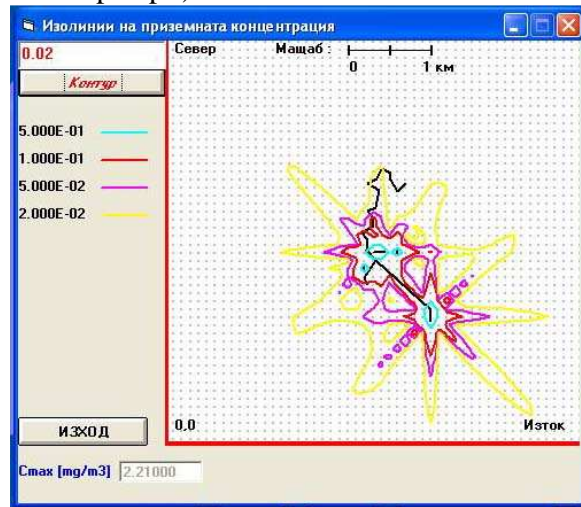 Изолинии на приземната концентрация
0.02
Север
Мащаб :
0
1 км
Контур
5.000E-01
1.000E-01
5.000E-02
2.000E-02
ИЗХОД
0,0
Изток
Cmax [mg/m3]
2.21000